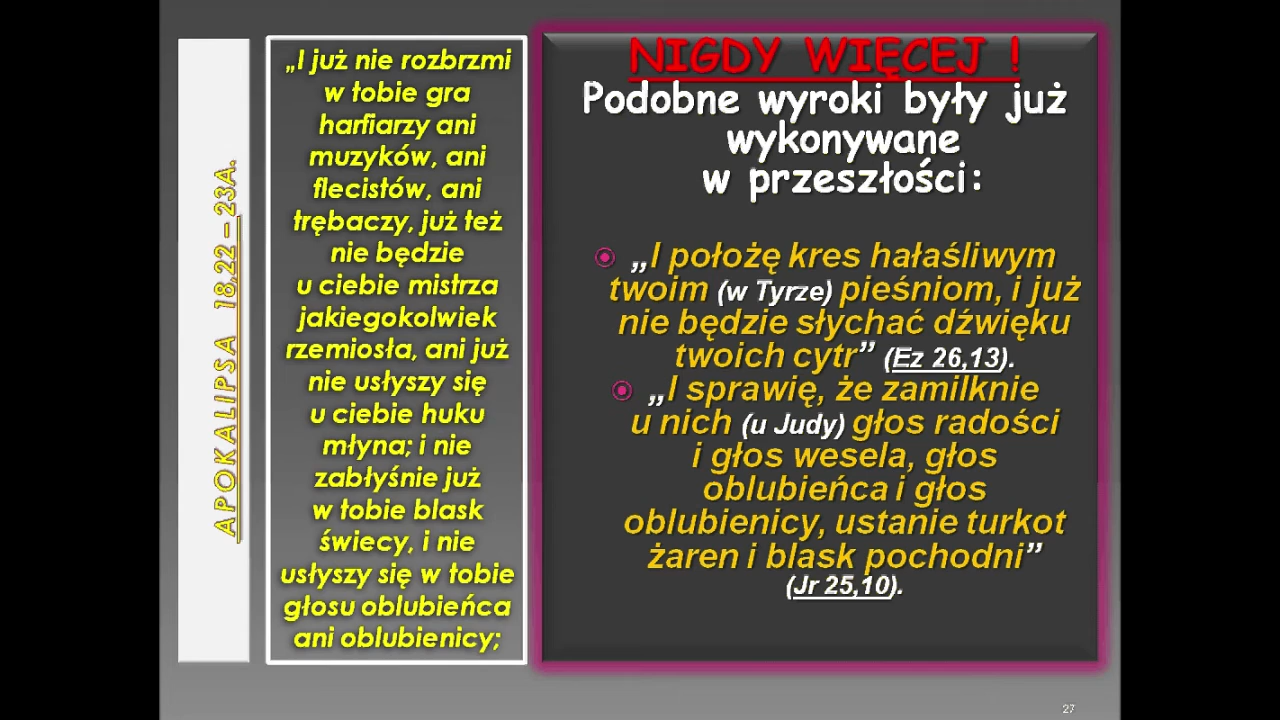 APOKALIPSA 18,22 – 23A.
„I już nie rozbrzmi
w tobie gra
harfiarzy ani
muzyków, ani
flecistów, ani
trębaczy, już też
nie będzie
u ciebie mistrza
jakiegokolwiek
rzemiosła, ani już
nie usłyszy się
u ciebie huku
młyna; i nie
zabłyśnie już
w tobie blask
świecy, i nie
usłyszy się w tobie
głosu oblubieńca
ani oblubienicy;
NIGDY WIĘCEJ !
Podobne wyroki były już
wykonywane
w przeszłości:
„I położę kres hałaśliwym
twoim (w Tyrze) pieśniom, i już
nie będzie słychać dźwięku
twoich cytr” (Ez 26,13).
„I sprawię, że zamilknie
u nich (u Judy) głos radości
i głos wesela, głos
oblubieńca i głos
oblubienicy, ustanie turkot
żaren i blask pochodni”
(Jr 25,10).
27